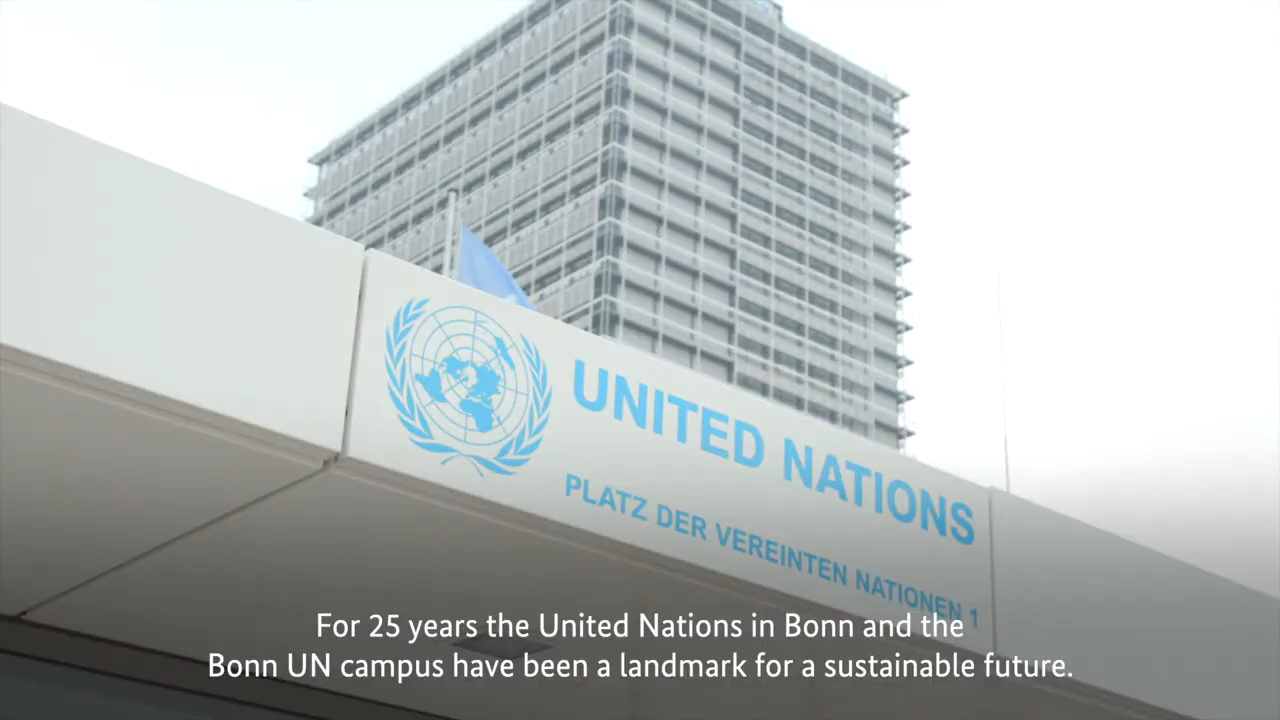 UNITED NATIONS
PLATZ DER VEREINTEN NATIONEN 1
For 25 years the United Nations in Bonn and the
Bonn UN campus have been a landmark for a sustainable future.